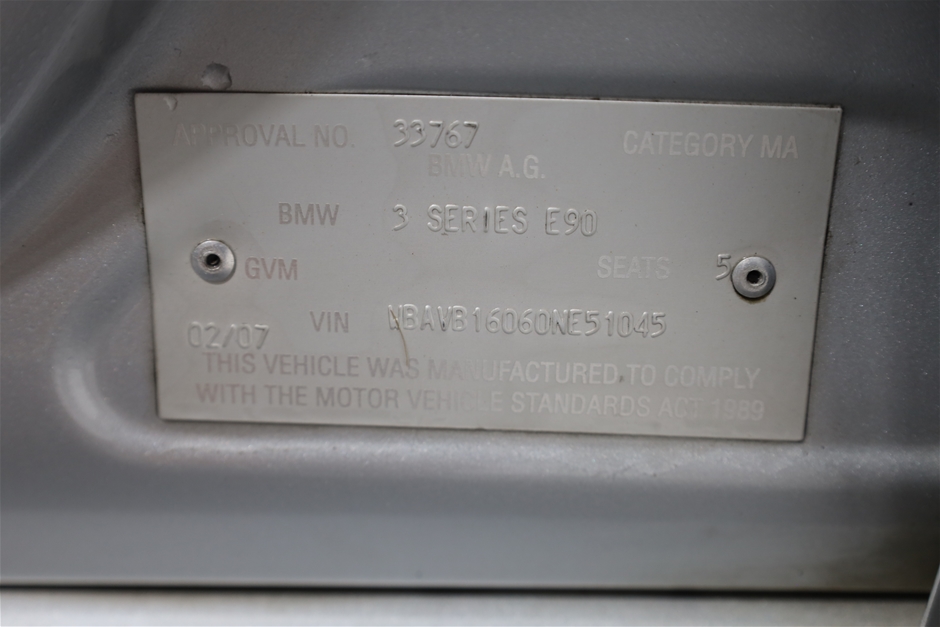 APPROVAL NO. 33767 CATEGORY MA
BMW A.G.
BMW 3 SERIES E90
GVM SEATS 5
02/07 VIN WBAVB16060NE51045
THIS VEHICLE WAS MANUFACTURED TO COMPLY
WITH THE MOTOR VEHICLE STANDARDS ACT 1989